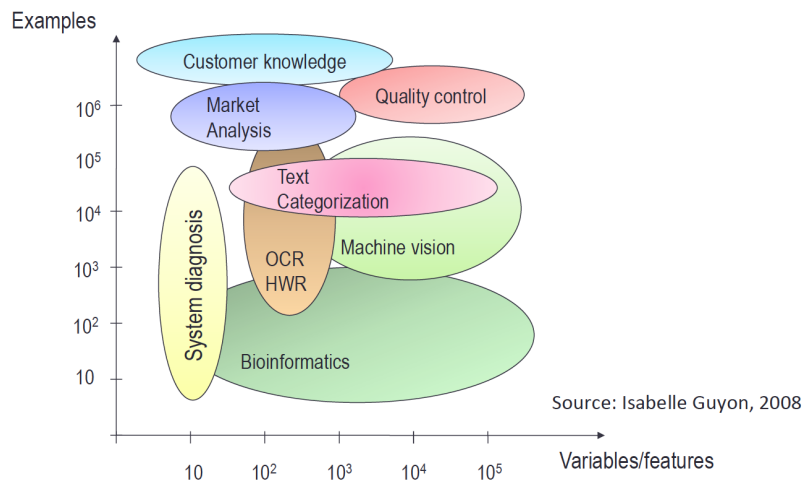 Examples
Customer knowledge
Quality control
Market
Analysis
10⁶
10⁵
Text
Categorization
10⁴
System diagnosis
Machine vision
OCR
HWR
10³
10²
Bioinformatics
10
Source: Isabelle Guyon, 2008
10
10²
10³
10⁴
10⁵
Variables/features